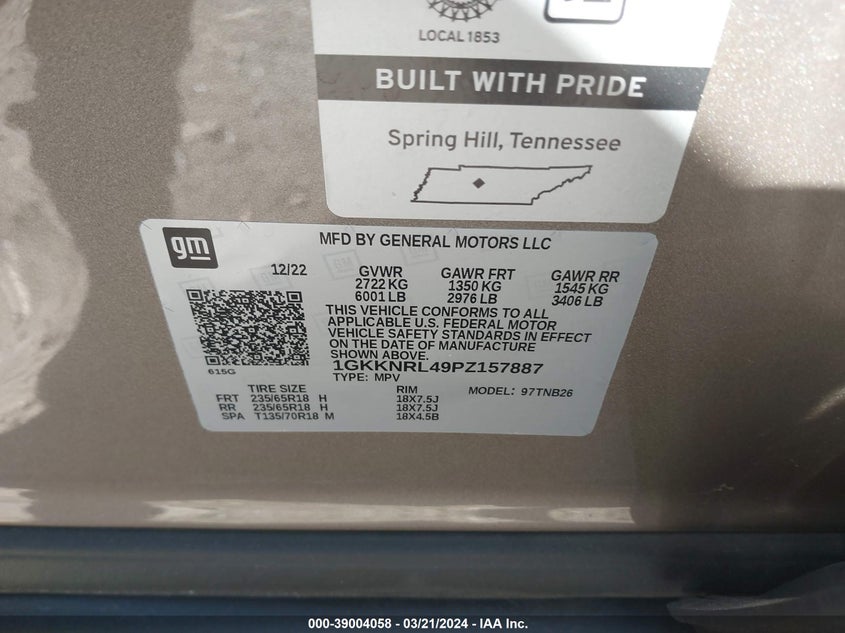 LOCAL 1853
BUILT WITH PRIDE
Spring Hill, Tennessee
gm
MFD BY GENERAL MOTORS LLC
12/22
GVWR GAWR FRT GAWR RR
2722 KG 1350 KG 1545 KG
6001 LB 2976 LB 3406 LB
THIS VEHICLE CONFORMS TO ALL
APPLICABLE U.S. FEDERAL MOTOR
VEHICLE SAFETY STANDARDS IN EFFECT
ON THE DATE OF MANUFACTURE
SHOWN ABOVE.
1GKKNRL49PZ157887
615G
TYPE: MPV
TIRE SIZE RIM MODEL: 97TNB26
FRT 235/65R18 H 18X7.5J
RR 235/65R18 H 18X7.5J
SPA T135/70R18 M 18X4.5B
000-39004058 - 03/21/2024 - IAA Inc.